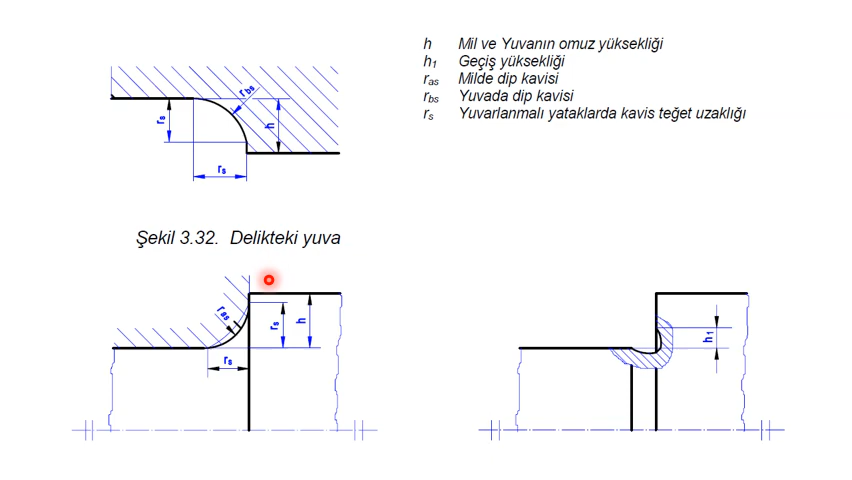 h Mil ve Yuvanın omuz yüksekliği
h1 Geçiş yüksekliği
ras Milde dip kavisi
rbs Yuvada dip kavisi
rs Yuvarlanmalı yataklarda kavis teğet uzaklığı
rbs
rs
h
rs
Şekil 3.32. Delikteki yuva
ras
rs
h
rs
h1